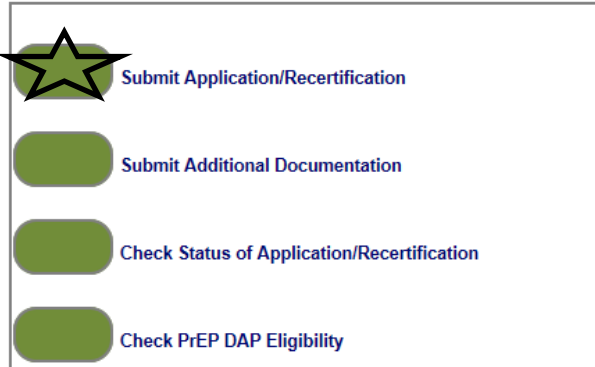 Submit Application/Recertification
Submit Additional Documentation
Check Status of Application/Recertification
Check PrEP DAP Eligibility